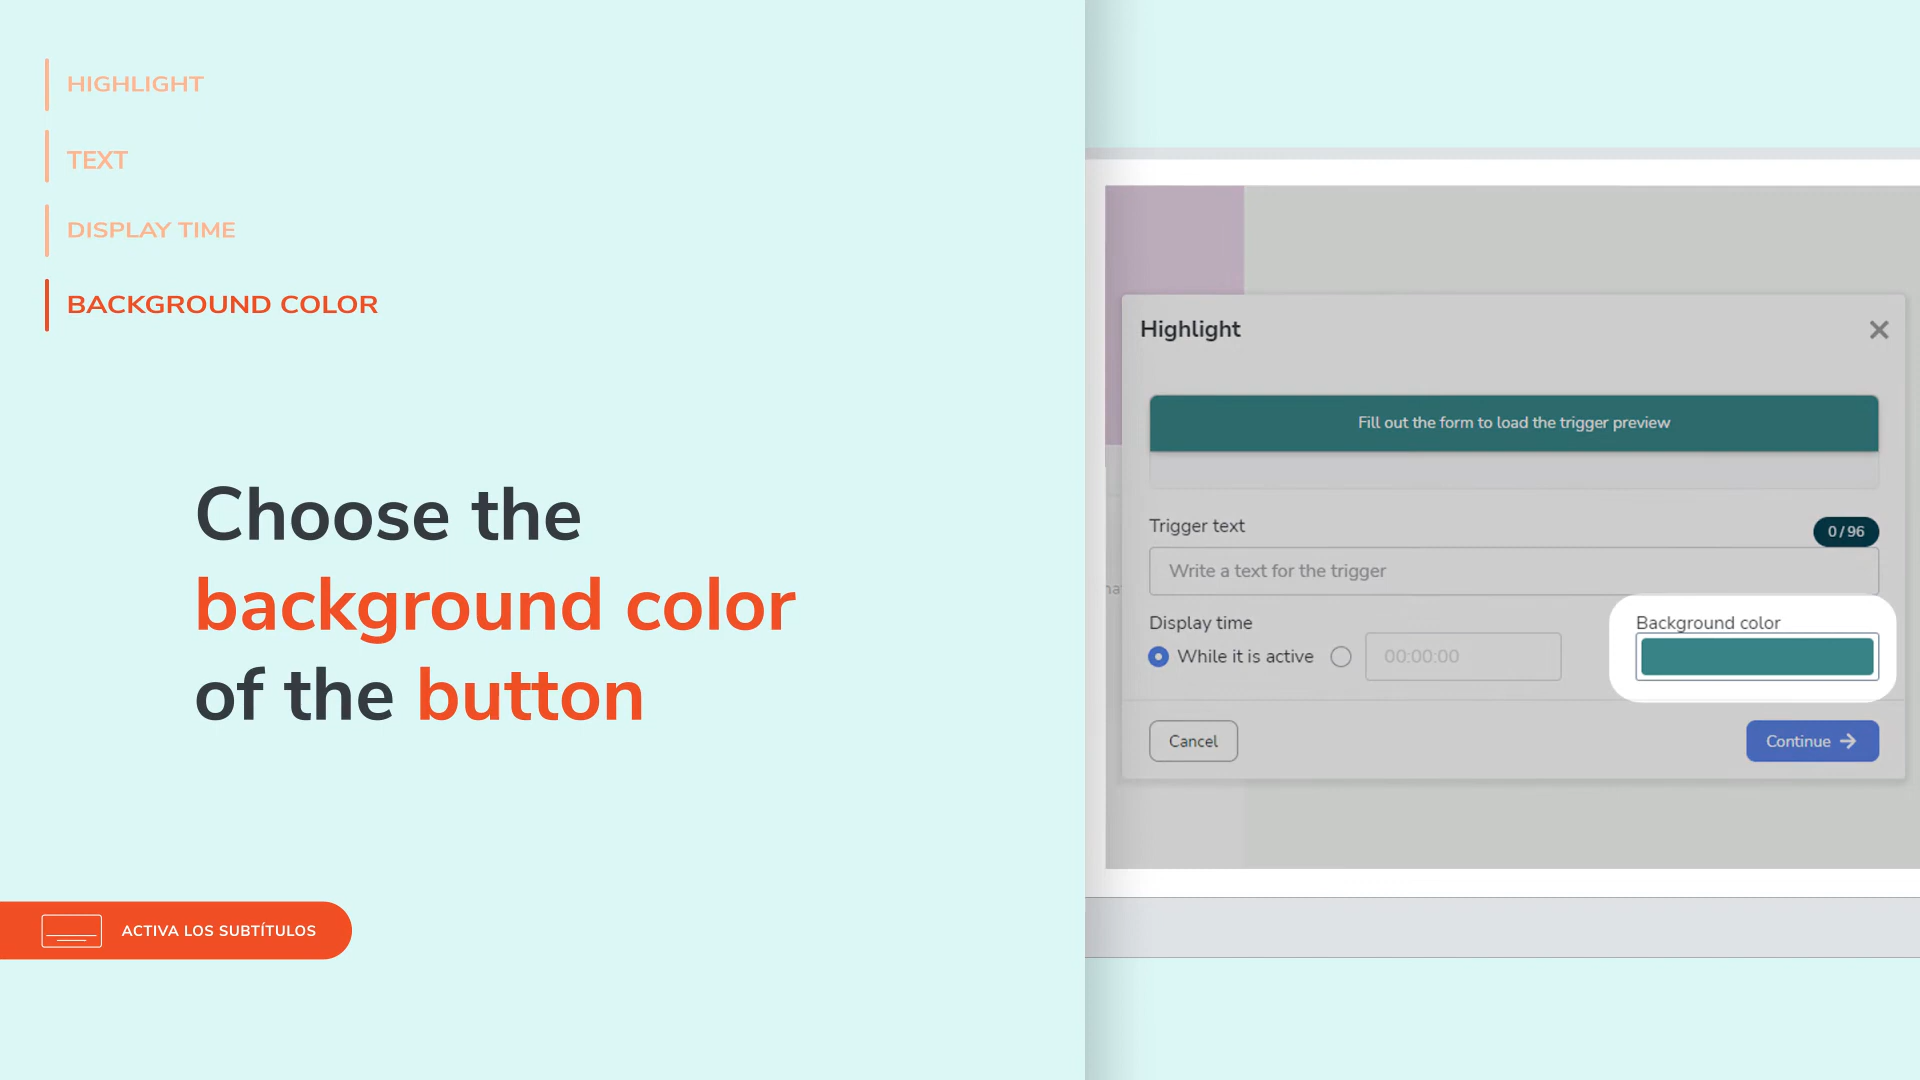 HIGHLIGHT
TEXT
DISPLAY TIME
BACKGROUND COLOR
Choose the
background color
of the button
ACTIVA LOS SUBTÍTULOS
Highlight
Fill out the form to load the trigger preview
Trigger text
0 / 96
Write a text for the trigger
Display time
Background color
While it is active
00:00:00
Cancel
Continue